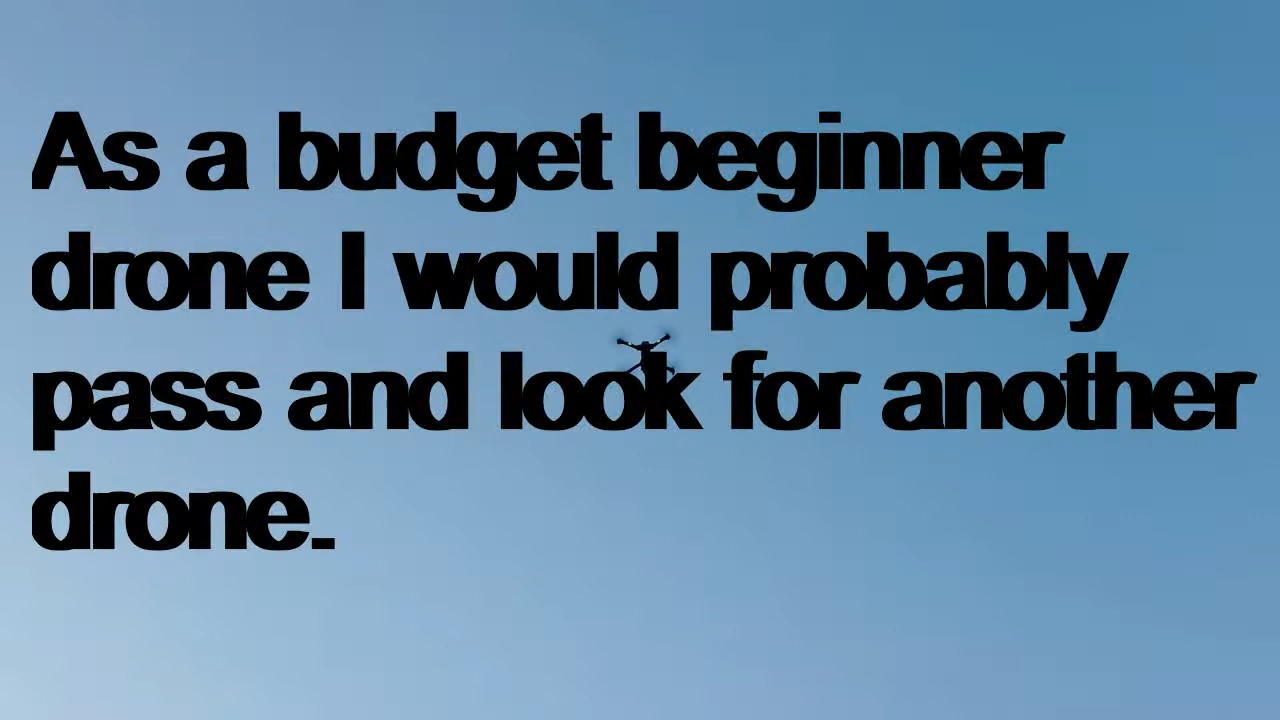 As a budget beginner
drone I would probably
pass and look for another
drone.